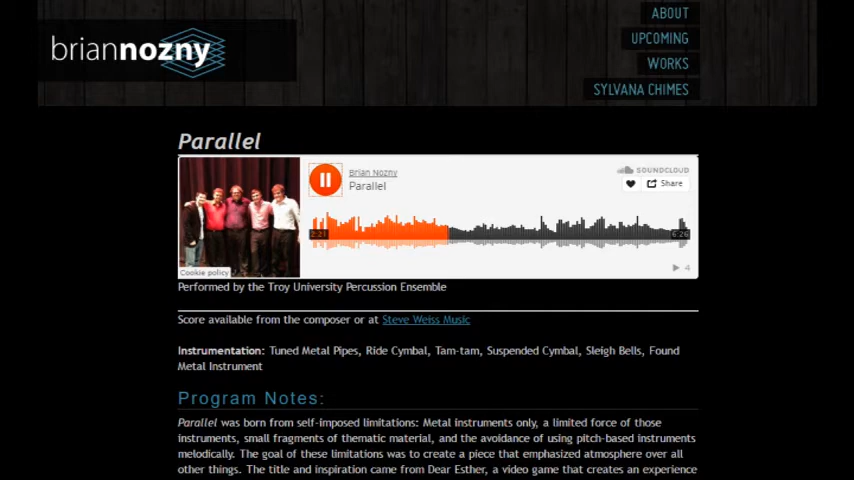 briannozny
ABOUT
UPCOMING
WORKS
SYLVANA CHIMES
Parallel
Brian Nozny
Parallel
SOUNDCLOUD
Share
2:21
6:26
4
Cookie policy
Performed by the Troy University Percussion Ensemble
Score available from the composer or at Steve Weiss Music
Instrumentation: Tuned Metal Pipes, Ride Cymbal, Tam-tam, Suspended Cymbal, Sleigh Bells, Found
Metal Instrument
Program Notes:
Parallel was born from self-imposed limitations: Metal instruments only, a limited force of those
instruments, small fragments of thematic material, and the avoidance of using pitch-based instruments
melodically. The goal of these limitations was to create a piece that emphasized atmosphere over all
other things. The title and inspiration came from Dear Esther, a video game that creates an experience